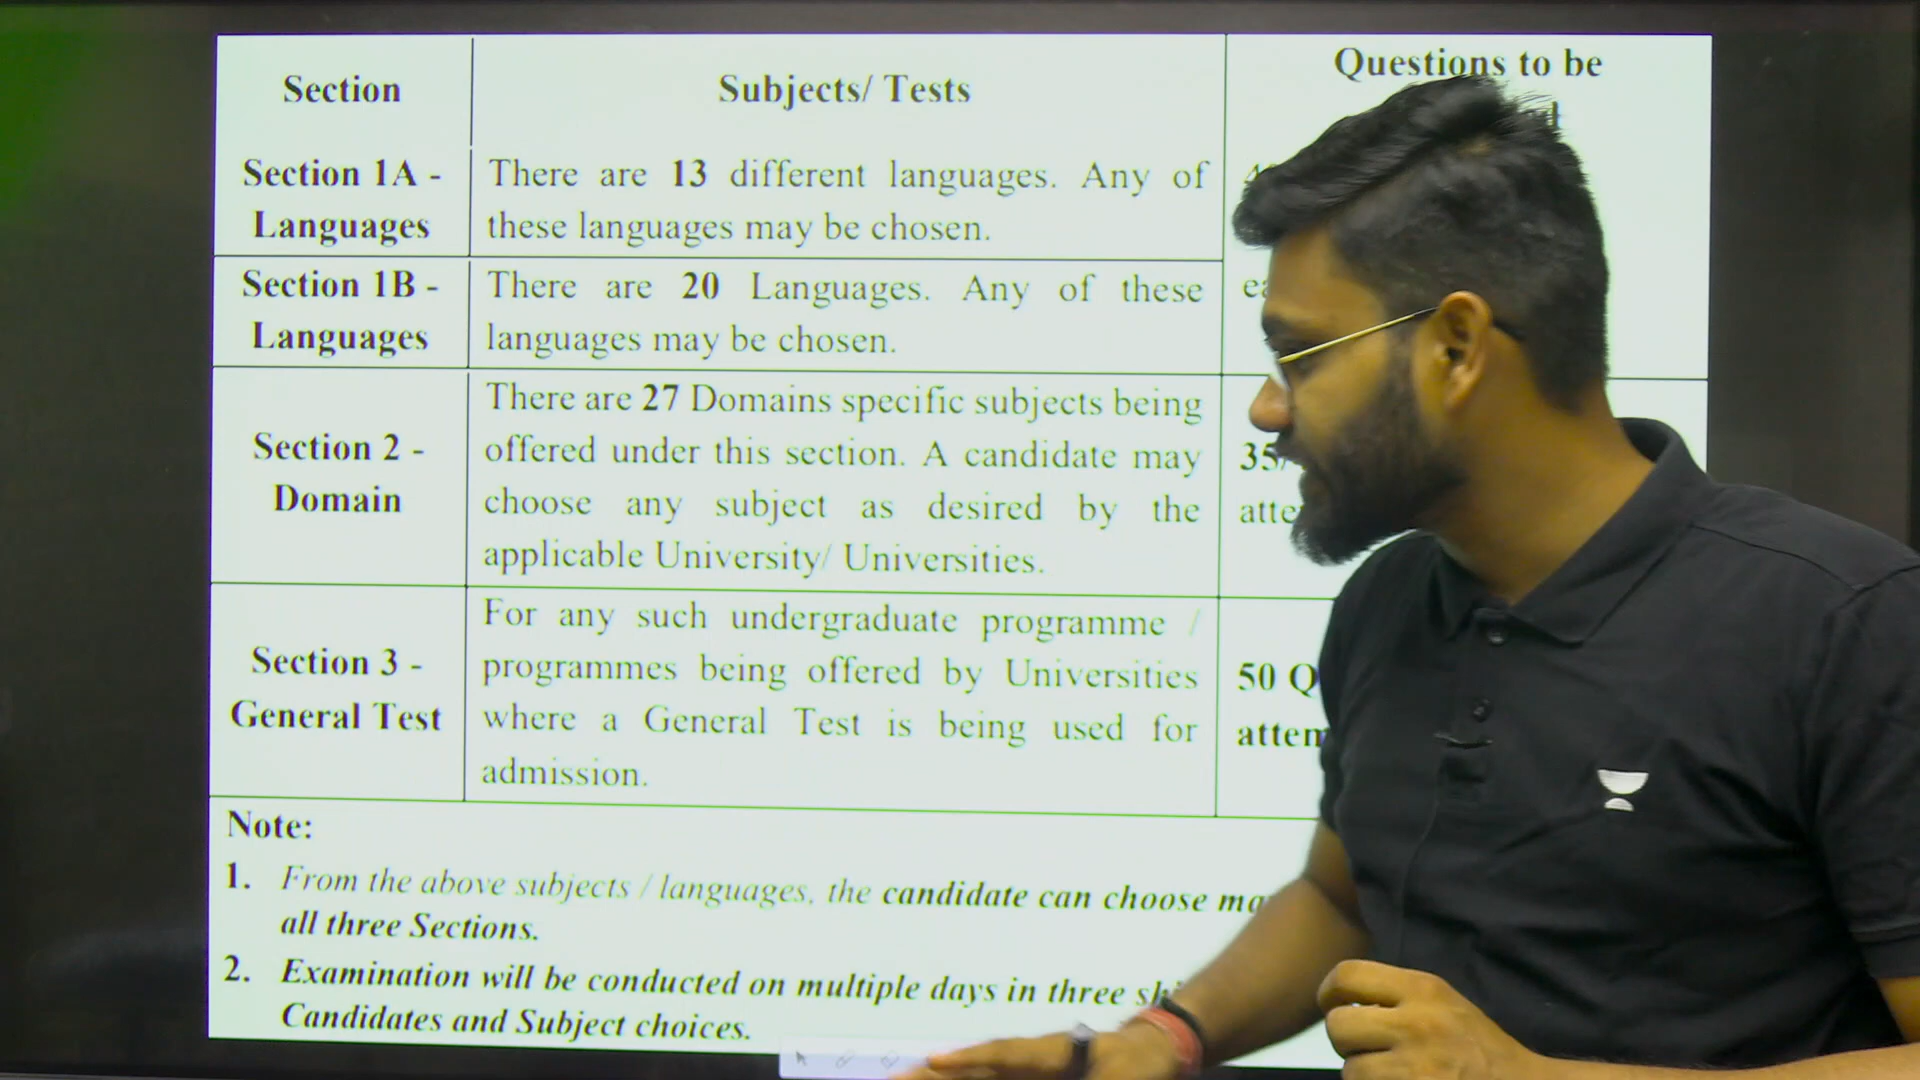 Section
Subjects/ Tests
Questions to be
Section 1A -
Languages
There are 13 different languages. Any of
these languages may be chosen.
Section 1B -
Languages
There are 20 Languages. Any of these
languages may be chosen.
Section 2 -
Domain
There are 27 Domains specific subjects being
offered under this section. A candidate may
choose any subject as desired by the
applicable University/ Universities.
35/
Section 3 -
General Test
For any such undergraduate programme /
programmes being offered by Universities
where a General Test is being used for
admission.
50 Q
Note:
1. From the above subjects / languages, the candidate can choose
all three Sections.
2. Examination will be conducted on multiple days in three
Candidates and Subject choices.